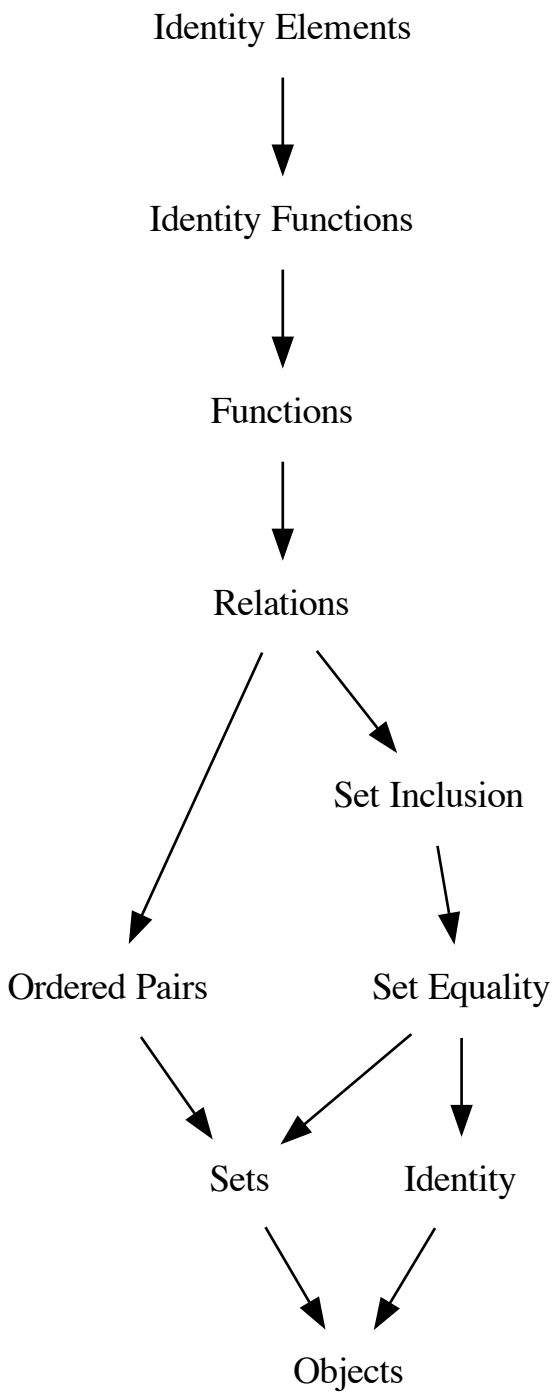 Identity Elements
Identity Functions
Functions
Relations
Set Inclusion
Ordered Pairs
Set Equality
Sets
Identity
Objects